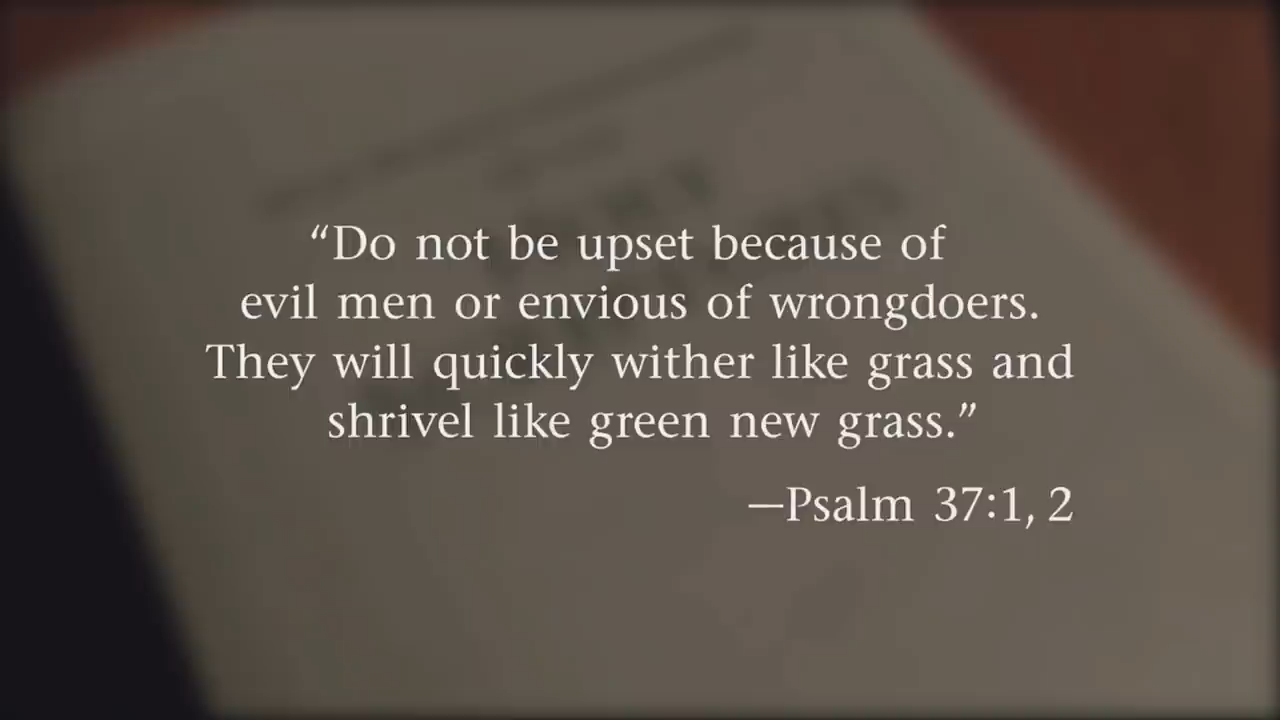 “Do not be upset because of
evil men or envious of wrongdoers.
They will quickly wither like grass and
shrivel like green new grass.”
—Psalm 37:1, 2